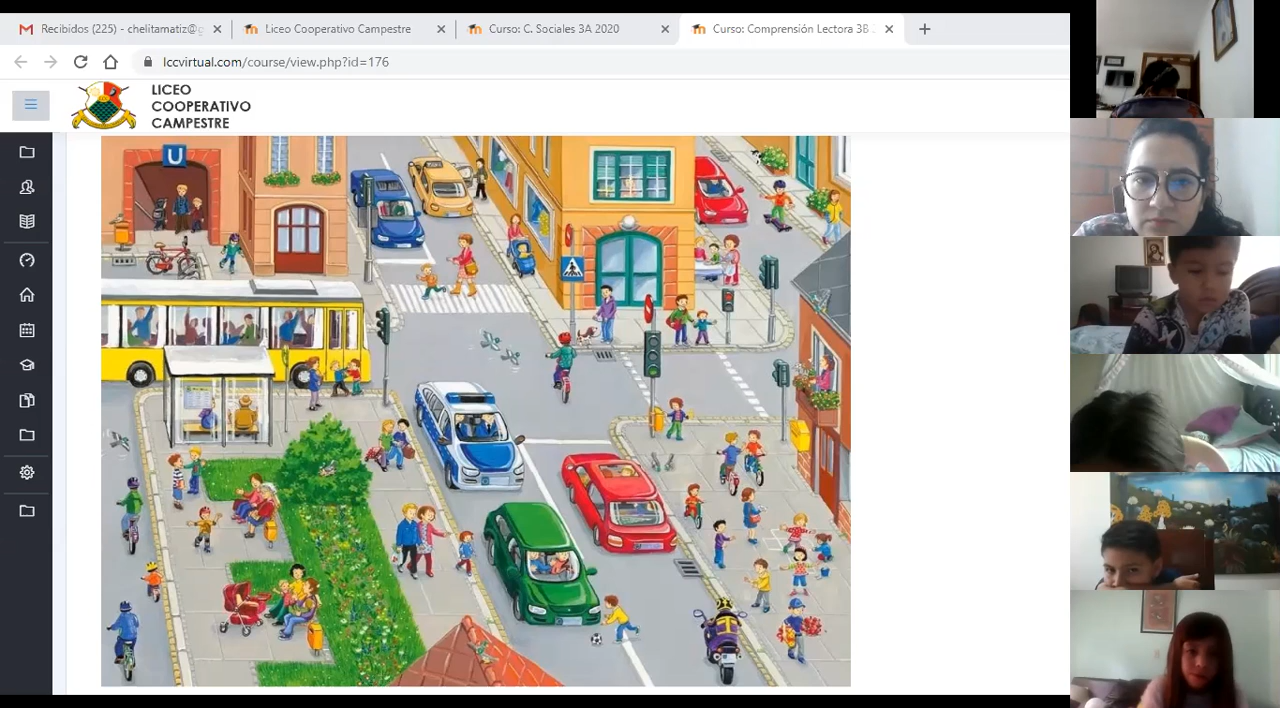 Recibidos (225) - chelitamatiz@g
Liceo Cooperativo Campestre
Curso: C. Sociales 3A 2020
Curso: Comprensión Lectora 3B 2
lccvirtual.com/course/view.php?id=176
LICEO
COOPERATIVO
CAMPESTRE
U